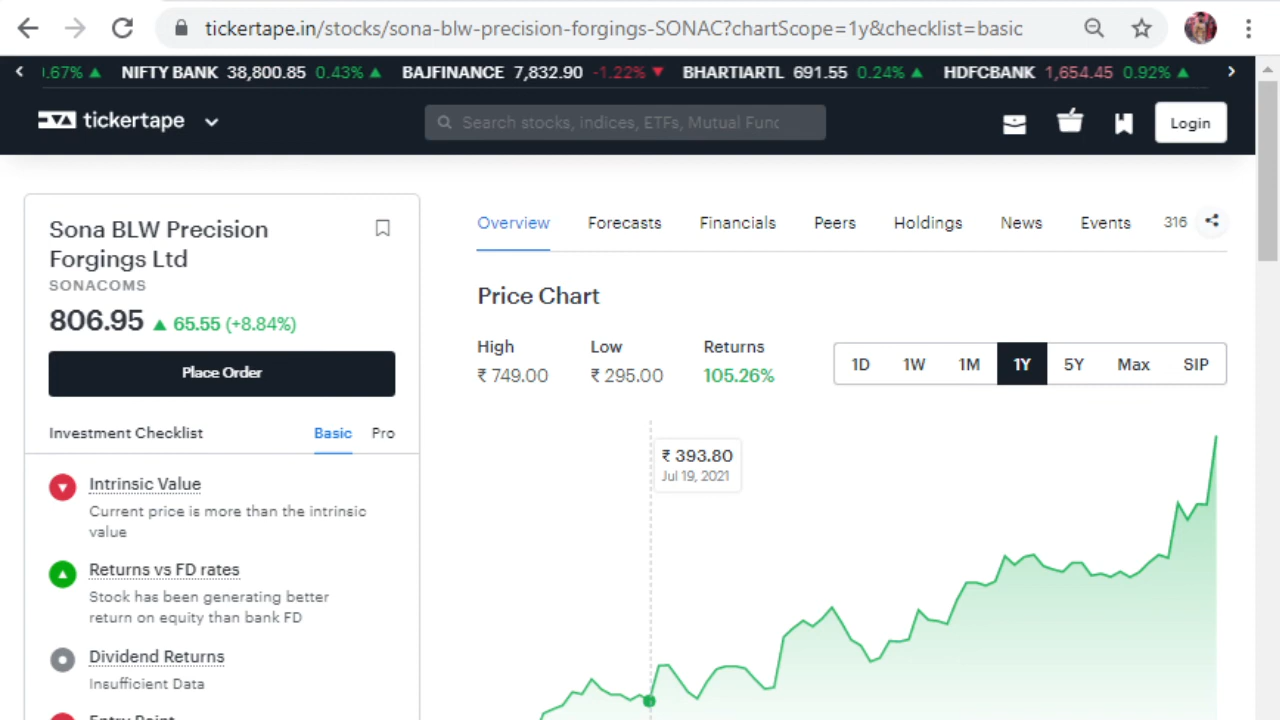 tickertape.in/stocks/sona-blw-precision-forgings-SONAC?chartScope=1y&checklist=basic
.67% ▲ NIFTY BANK 38,800.85 0.43% ▲ BAJFINANCE 7,832.90 -1.22% ▼ BHARTIARTL 691.55 0.24% ▲ HDFCBANK 1,654.45 0.92% ▲
tickertape
Search stocks, indices, ETFs, Mutual Func
Login
Sona BLW Precision
Forgings Ltd
SONACOMS
806.95 ▲ 65.55 (+8.84%)
Place Order
Investment Checklist Basic Pro
Intrinsic Value
Current price is more than the intrinsic
value
Returns vs FD rates
Stock has been generating better
return on equity than bank FD
Dividend Returns
Insufficient Data
Entry Point
Overview Forecasts Financials Peers Holdings News Events 316
Price Chart
High Low Returns
₹ 749.00 ₹ 295.00 105.26%
1D 1W 1M 1Y 5Y Max SIP
₹ 393.80
Jul 19, 2021